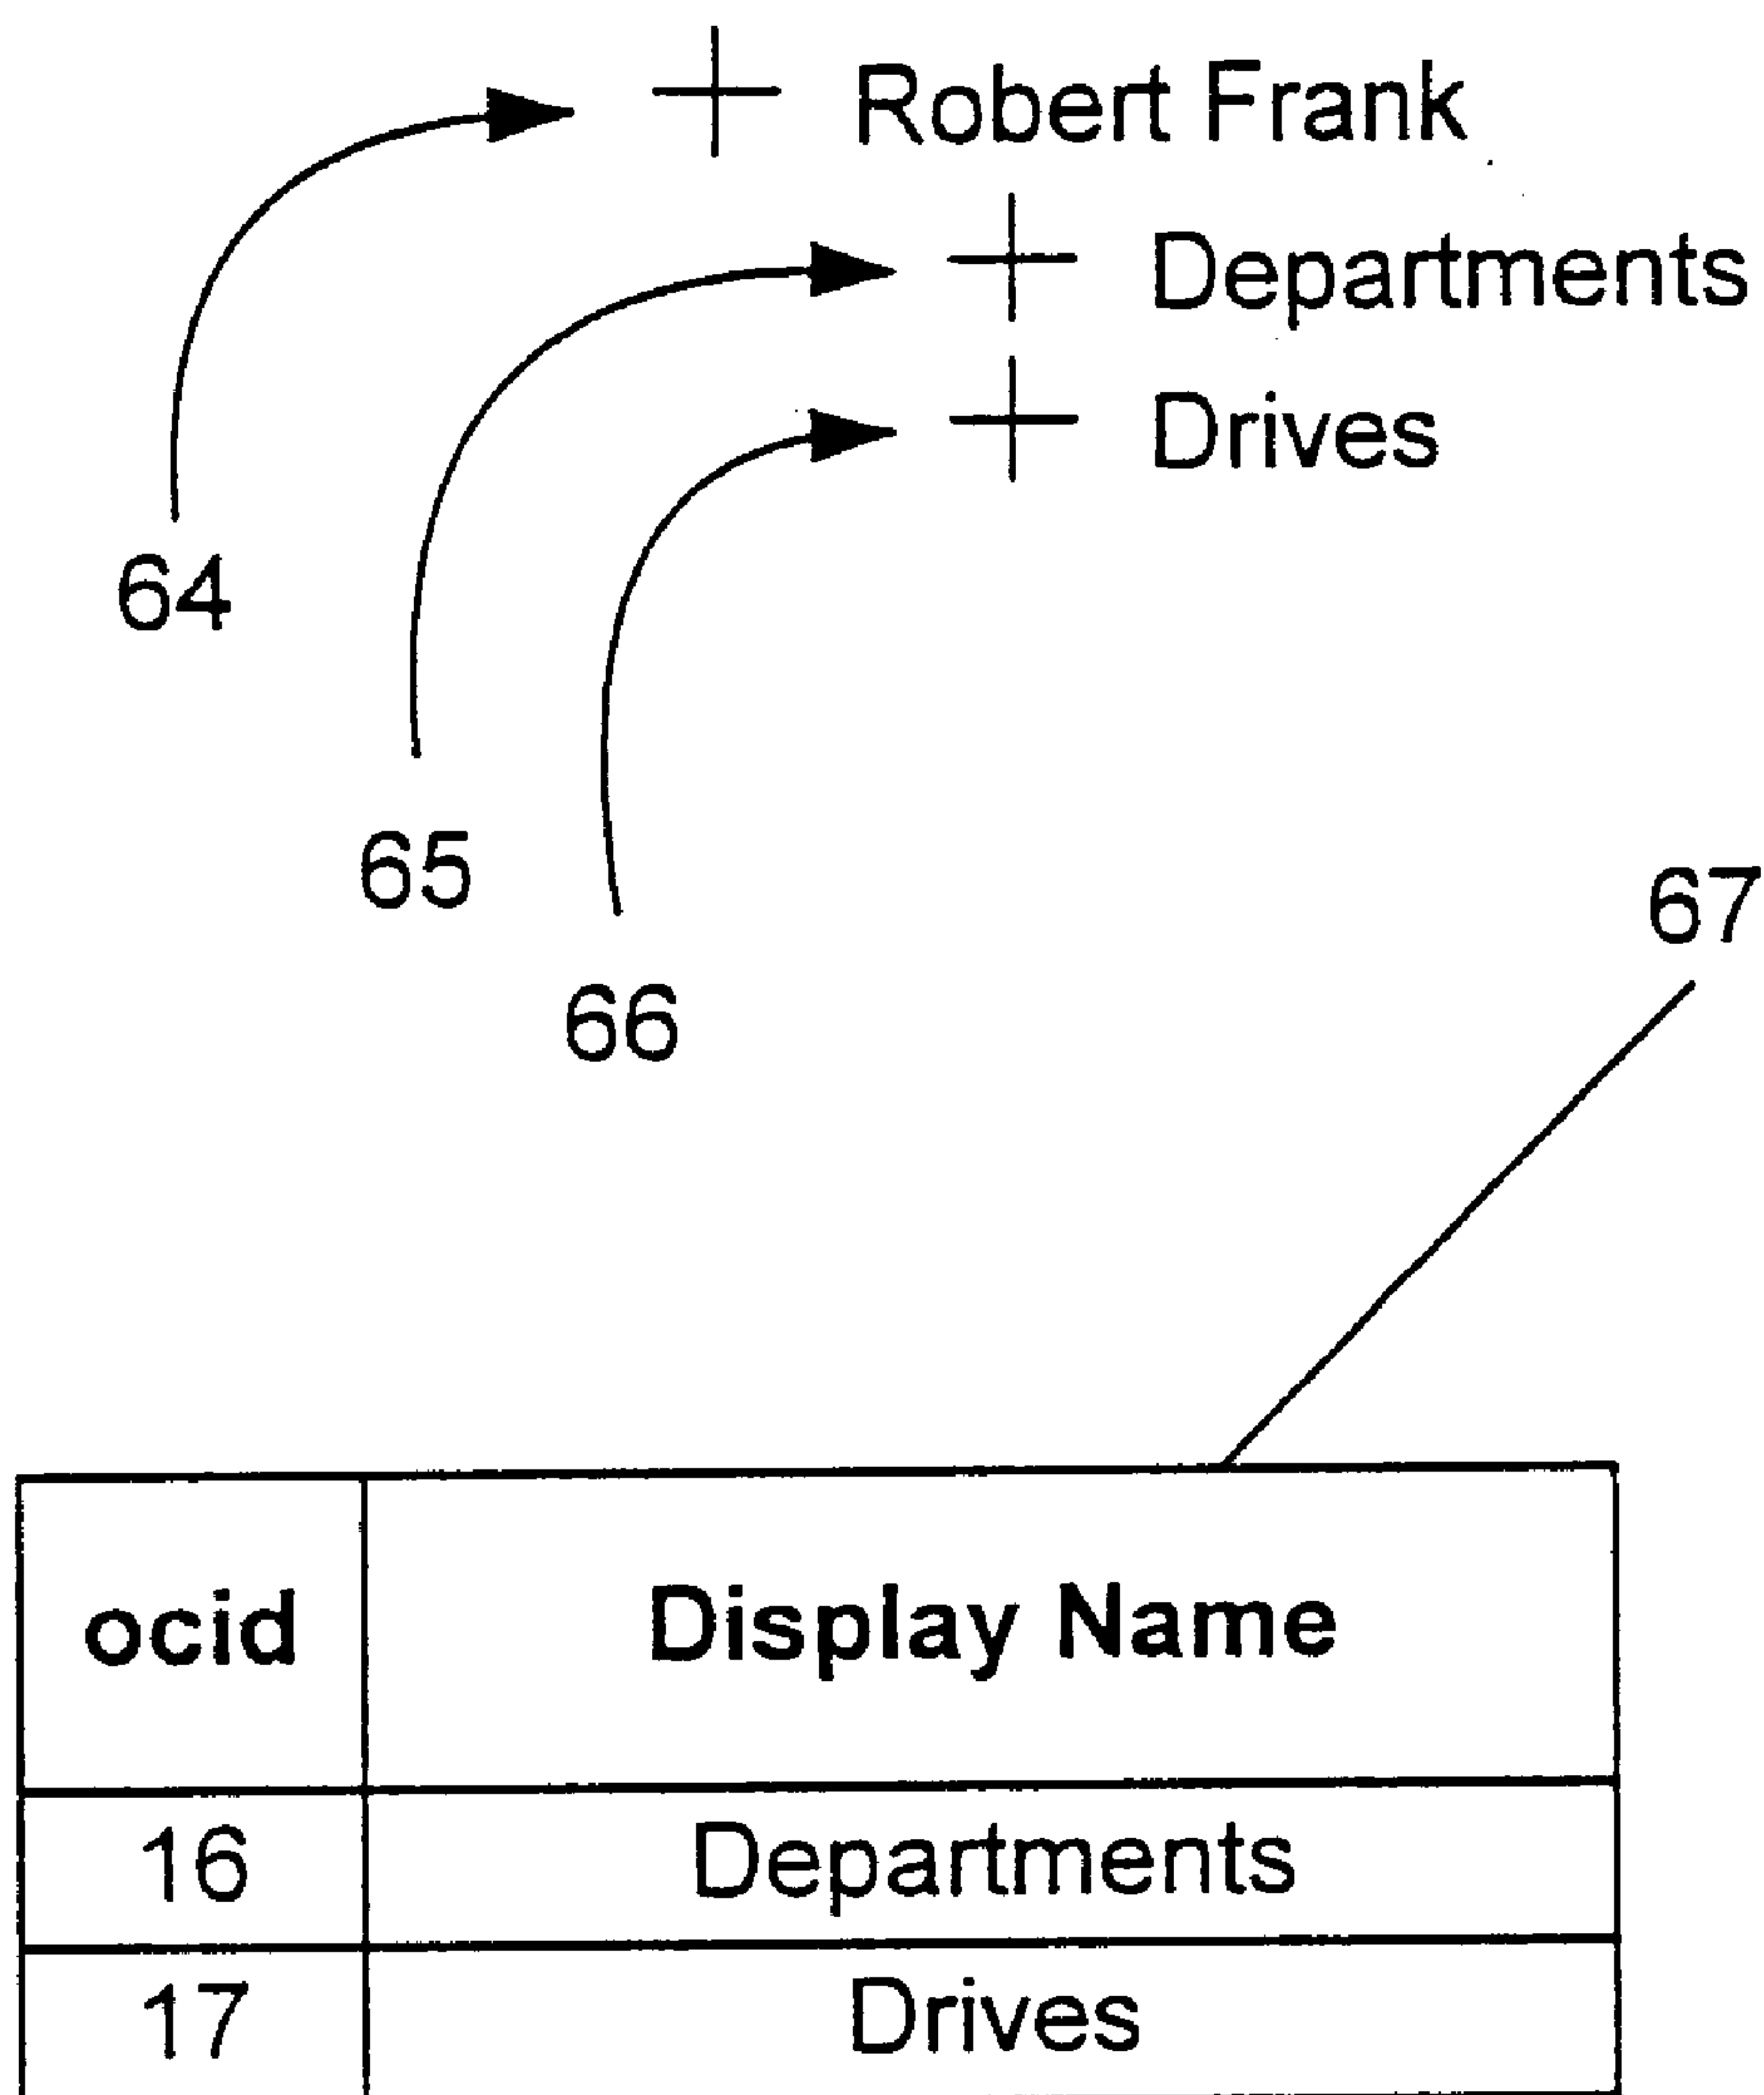 Robert Frank
Departments
Drives
64
65
67
66
ocid Display Name
16 Departments
17 Drives